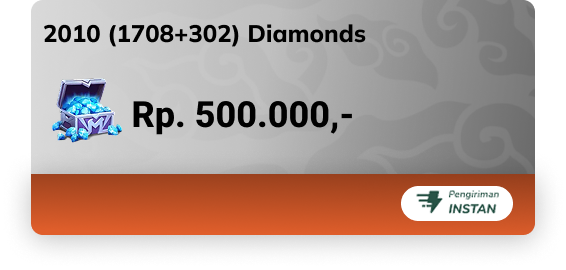 2010 (1708+302) Diamonds
Rp. 500.000,-
Pengiriman
INSTAN